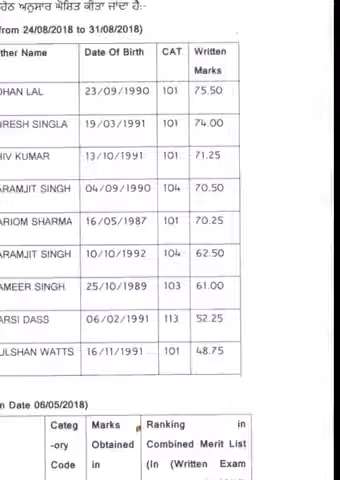 ਅਨੁਸਾਰ ਘੋਸ਼ਿਤ ਕੀਤਾ ਜਾਂਦਾ ਹੈ:-
from 24/08/2018 to 31/08/2018)
ther Name Date Of Birth CAT Written Marks
OHAN LAL 23/09/1990 101 75.50
URESH SINGLA 19/03/1991 101 74.00
HIV KUMAR 13/10/1991 101 71.25
ARAMJIT SINGH 04/09/1990 104 70.50
ARIOM SHARMA 16/05/1987 101 70.25
ARAMJIT SINGH 10/10/1992 104 62.50
AMEER SINGH 25/10/1989 103 61.00
ARSI DASS 06/02/1991 113 52.25
ULSHAN WATTS 16/11/1991 101 48.75
n Date 06/05/2018)
Categ Marks Ranking in
-ory Obtained Combined Merit List
Code in (In (Written Exam